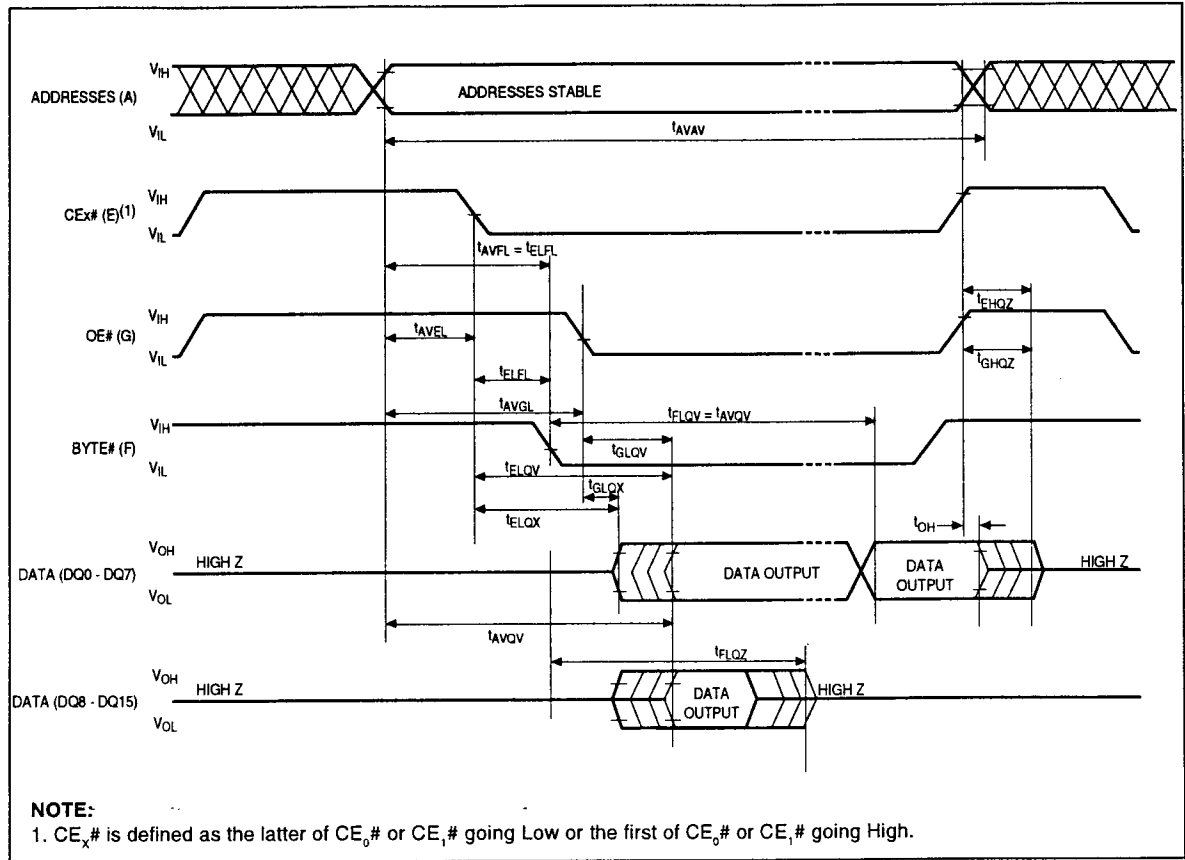 V_IH
ADDRESSES (A)
ADDRESSES STABLE
V_IL
t_AVAV
V_IH
CEx# (E)(1)
V_IL
t_AVFL = t_ELFL
V_IH
t_EHQZ
OE# (G)
t_AVEL
V_IL
t_GHQZ
t_ELFL
t_AVGL
t_FLQV = t_AVQV
V_IH
BYTE# (F)
t_GLQV
V_IL
t_ELQV
t_GLQX
t_ELQX
t_OH
V_OH
HIGH Z
DATA (DQ0 - DQ7)
DATA OUTPUT
DATA
OUTPUT
HIGH Z
V_OL
t_AVQV
t_FLQZ
V_OH
HIGH Z
DATA (DQ8 - DQ15)
DATA
OUTPUT
HIGH Z
V_OL
NOTE:
1. CE_X# is defined as the latter of CE_0# or CE_1# going Low or the first of CE_0# or CE_1# going High.